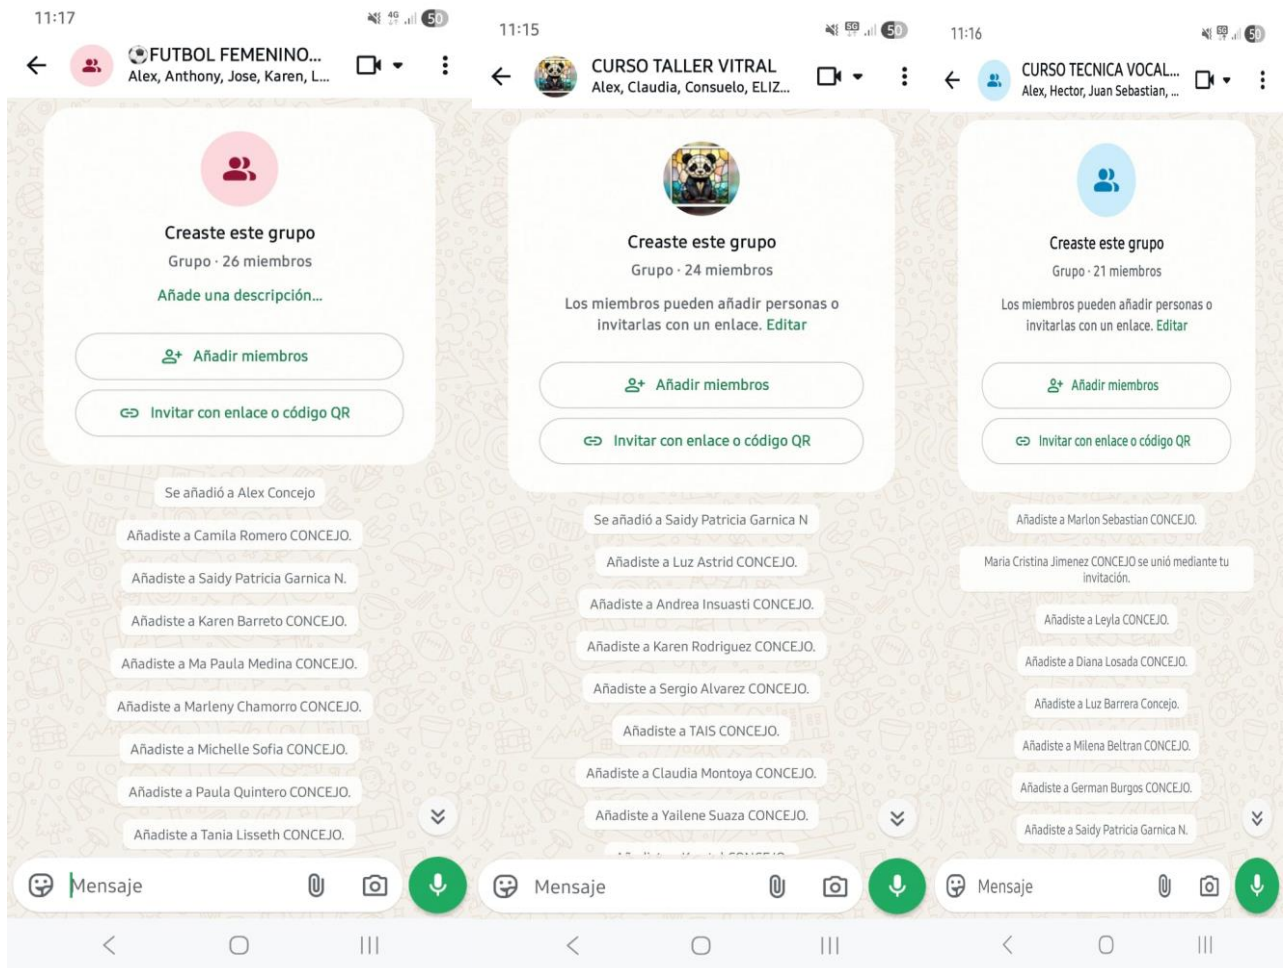 11:17
4G
50
⚽FUTBOL FEMENINO...
Alex, Anthony, Jose, Karen, L...
Creaste este grupo
Grupo · 26 miembros
Añade una descripción...
Añadir miembros
Invitar con enlace o código QR
Se añadió a Alex Concejo
Añadiste a Camila Romero CONCEJO.
Añadiste a Saidy Patricia Garnica N.
Añadiste a Karen Barreto CONCEJO.
Añadiste a Ma Paula Medina CONCEJO.
Añadiste a Marleny Chamorro CONCEJO.
Añadiste a Michelle Sofia CONCEJO.
Añadiste a Paula Quintero CONCEJO.
Añadiste a Tania Lisseth CONCEJO.
Mensaje
11:15
5G
50
CURSO TALLER VITRAL
Alex, Claudia, Consuelo, ELIZ...
Creaste este grupo
Grupo · 24 miembros
Los miembros pueden añadir personas o
invitarlas con un enlace. Editar
Añadir miembros
Invitar con enlace o código QR
Se añadió a Saidy Patricia Garnica N
Añadiste a Luz Astrid CONCEJO.
Añadiste a Andrea Insuasti CONCEJO.
Añadiste a Karen Rodriguez CONCEJO.
Añadiste a Sergio Alvarez CONCEJO.
Añadiste a TAIS CONCEJO.
Añadiste a Claudia Montoya CONCEJO.
Añadiste a Yailene Suaza CONCEJO.
Mensaje
11:16
5G
50
CURSO TECNICA VOCAL...
Alex, Hector, Juan Sebastian, ...
Creaste este grupo
Grupo · 21 miembros
Los miembros pueden añadir personas o
invitarlas con un enlace. Editar
Añadir miembros
Invitar con enlace o código QR
Añadiste a Marlon Sebastian CONCEJO.
Maria Cristina Jimenez CONCEJO se unió mediante tu
invitación.
Añadiste a Leyla CONCEJO.
Añadiste a Diana Losada CONCEJO.
Añadiste a Luz Barrera Concejo.
Añadiste a Milena Beltran CONCEJO.
Añadiste a German Burgos CONCEJO.
Añadiste a Saidy Patricia Garnica N.
Mensaje